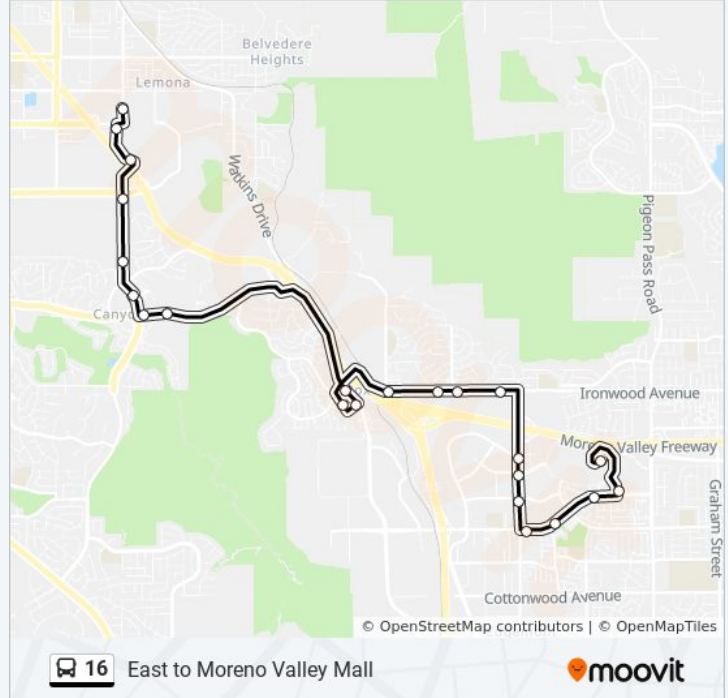 Belvedere
Heights
Lemona
Watkins Drive
Pigeon Pass Road
Canyo
Ironwood Avenue
Moreno Valley Freeway
Graham Street
Cottonwood Avenue
© OpenStreetMap contributors | © OpenMapTiles
16 East to Moreno Valley Mall
moovit